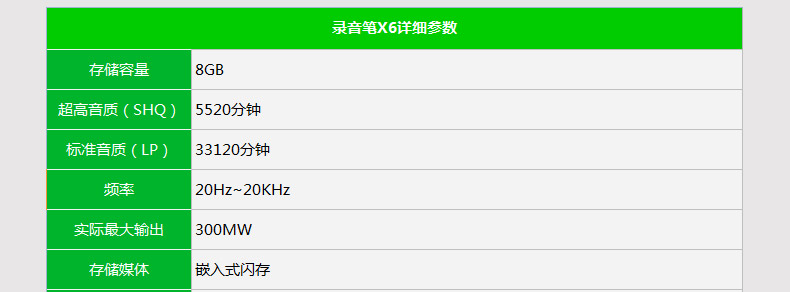 录音笔X6详细参数
存储容量 8GB
超高音质（SHQ） 5520分钟
标准音质（LP） 33120分钟
频率 20Hz~20KHz
实际最大输出 300MW
存储媒体 嵌入式闪存